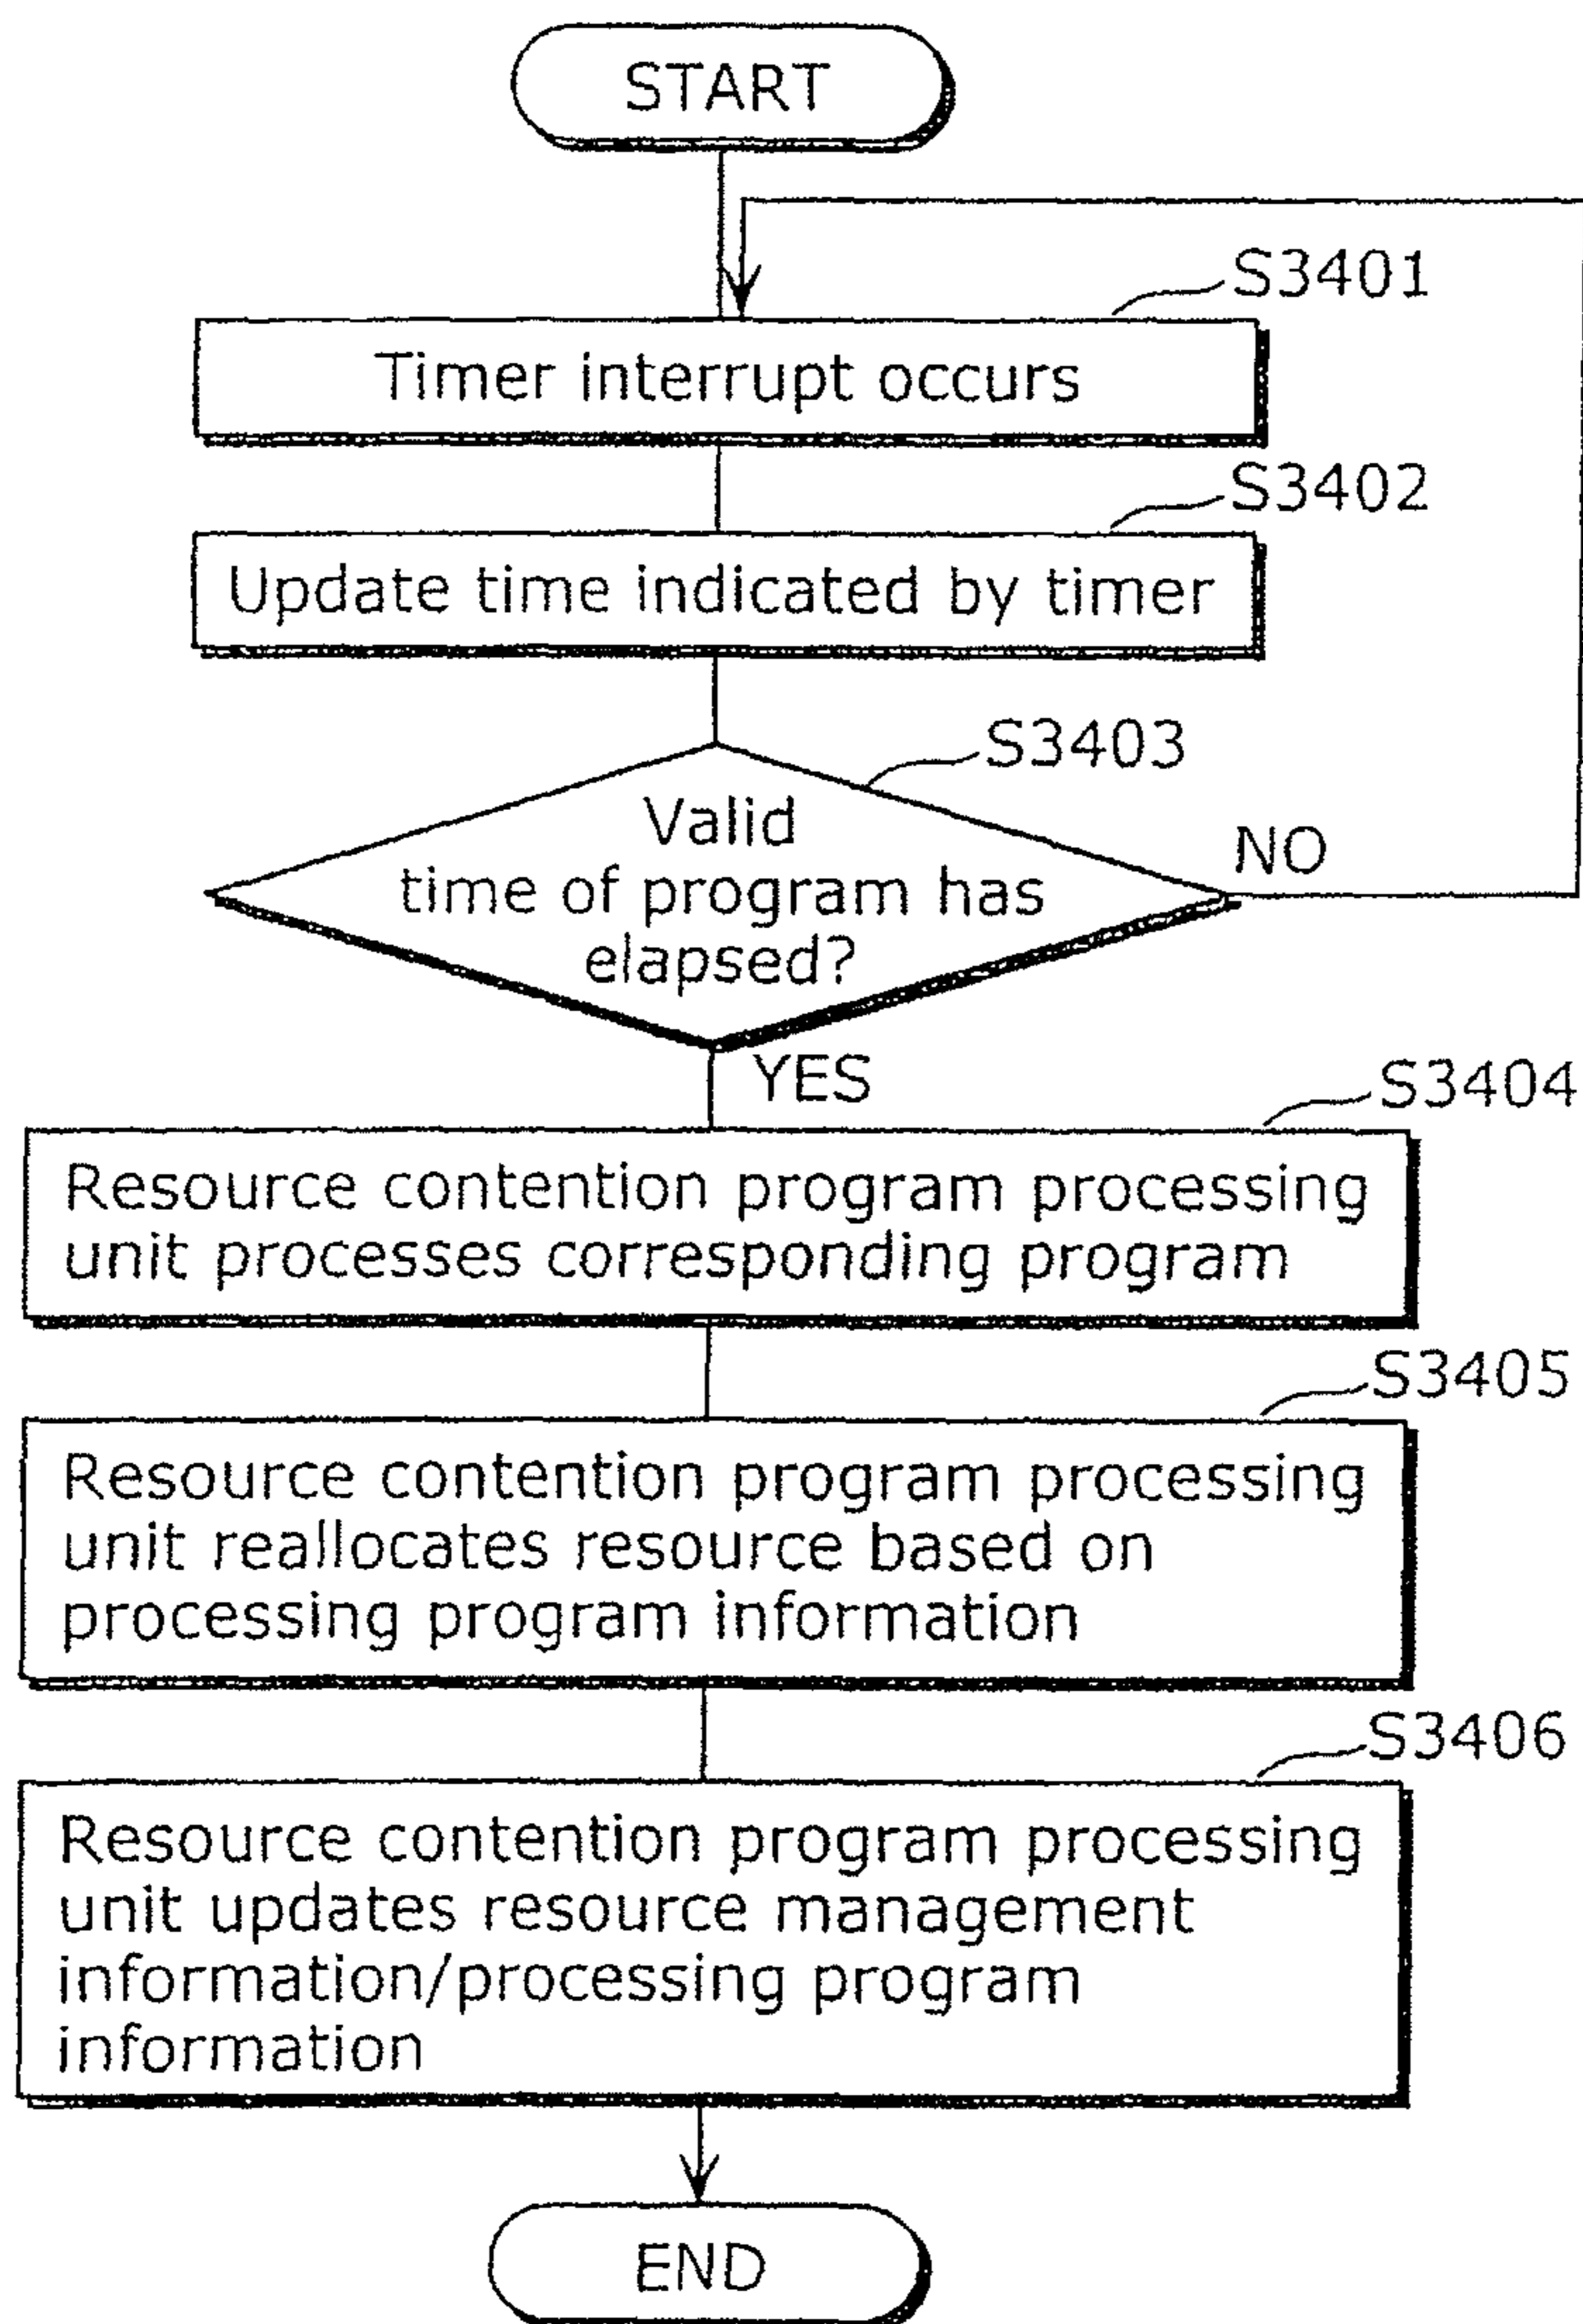 START
S3401
Timer interrupt occurs
S3402
Update time indicated by timer
S3403
Valid
time of program has
elapsed?
NO
YES
S3404
Resource contention program processing
unit processes corresponding program
S3405
Resource contention program processing
unit reallocates resource based on
processing program information
S3406
Resource contention program processing
unit updates resource management
information/processing program
information
END